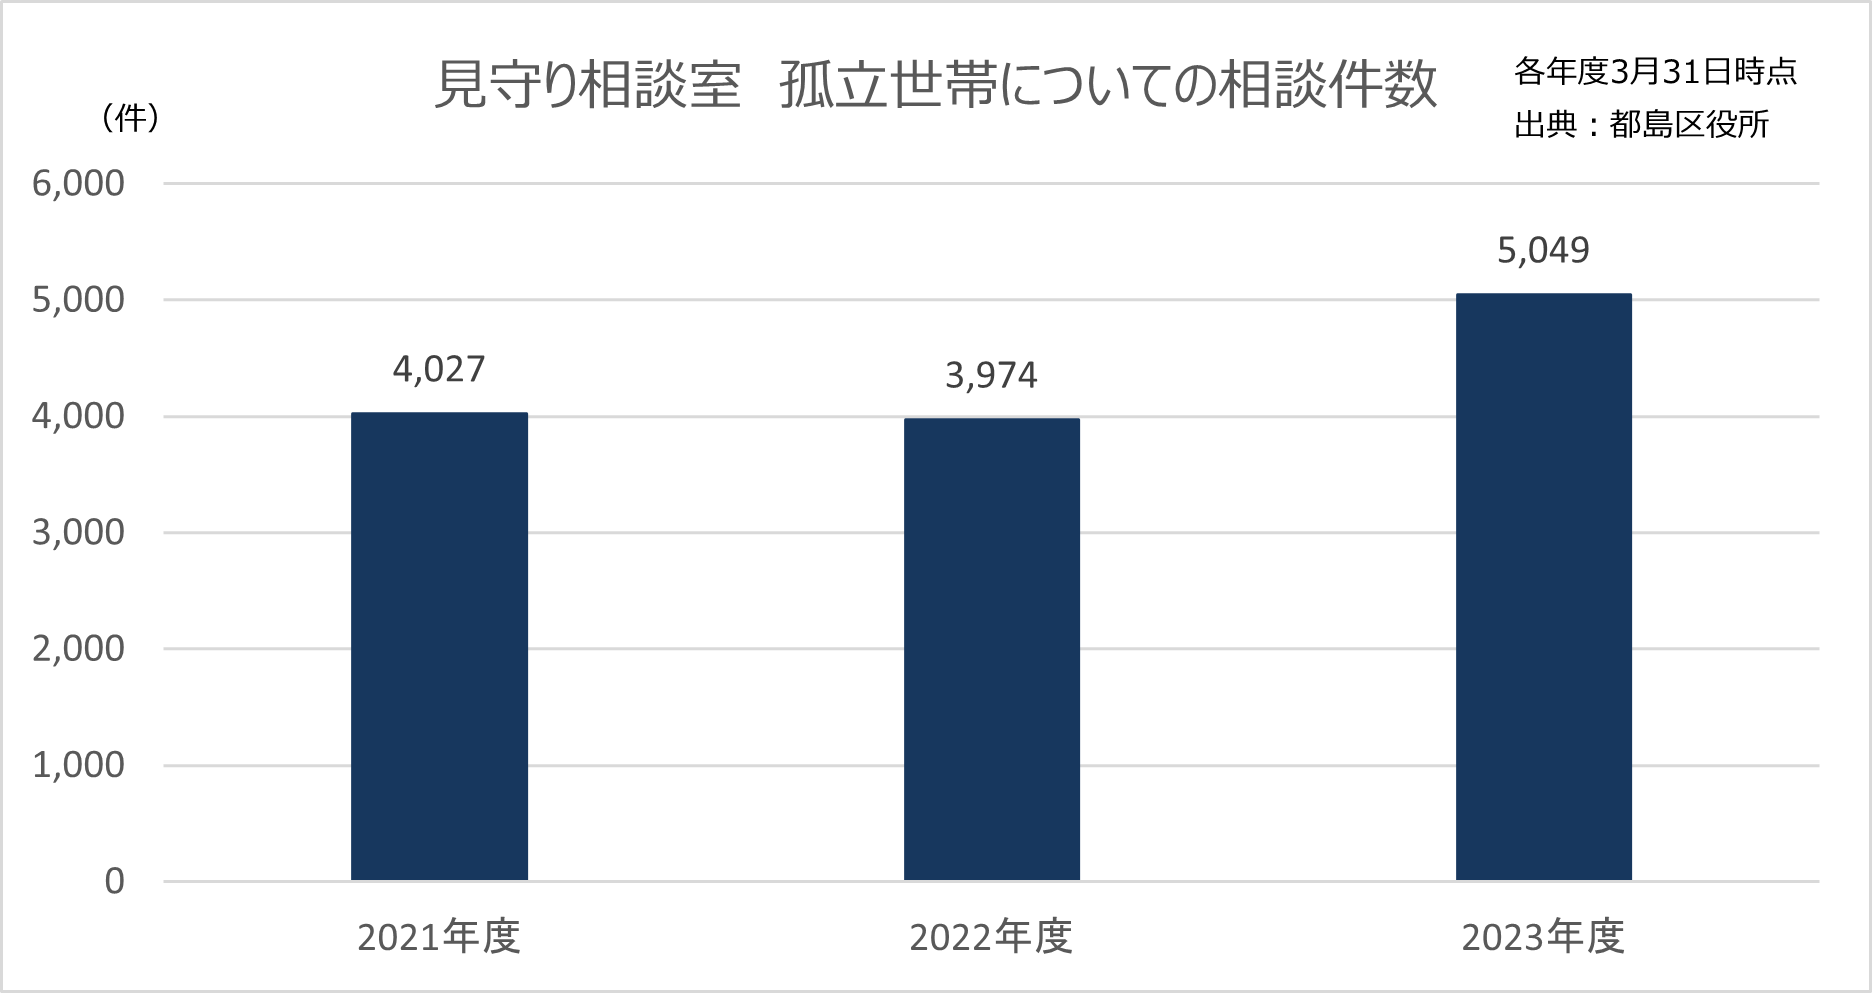 見守り相談室　孤立世帯についての相談件数
各年度3月31日時点
出典：都島区役所
（件）
6,000
5,000
4,000
3,000
2,000
1,000
0
4,027
3,974
5,049
2021年度
2022年度
2023年度